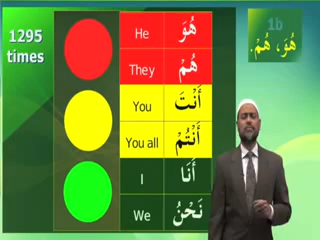 1295
times
He هُوَ
They هُمْ
You أَنْتَ
You all أَنْتُمْ
I أَنَا
We نَحْنُ
1b
هُوَ، هُمْ.